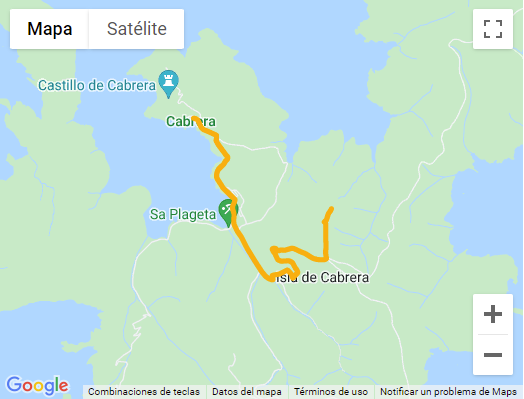 Mapa
Satélite
Castillo de Cabrera
Cabrera
Sa Plageta
Isla de Cabrera
Google
Combinaciones de teclas
Datos del mapa
Términos de uso
Notificar un problema de Maps